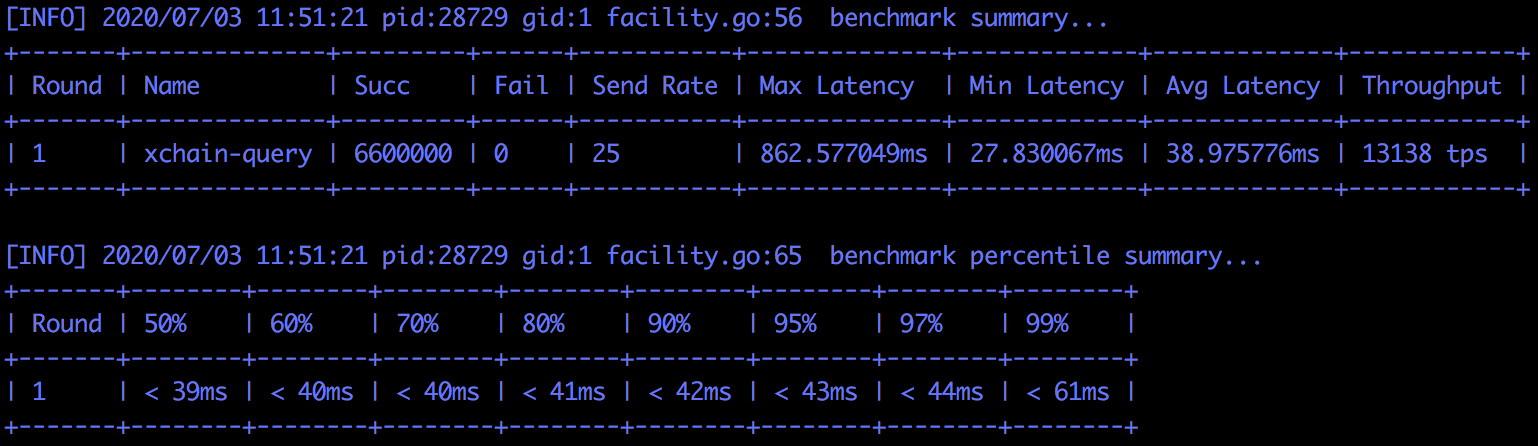 [INFO] 2020/07/03 11:51:21 pid:28729 gid:1 facility.go:56  benchmark summary...
+-------+--------------+---------+------+-----------+--------------+-------------+-------------+------------+
| Round | Name         | Succ    | Fail | Send Rate | Max Latency  | Min Latency | Avg Latency | Throughput |
+-------+--------------+---------+------+-----------+--------------+-------------+-------------+------------+
| 1     | xchain-query | 6600000 | 0    | 25        | 862.577049ms | 27.830067ms | 38.975776ms | 13138 tps  |
+-------+--------------+---------+------+-----------+--------------+-------------+-------------+------------+
[INFO] 2020/07/03 11:51:21 pid:28729 gid:1 facility.go:65  benchmark percentile summary...
+-------+--------+--------+--------+--------+--------+--------+--------+--------+
| Round | 50%    | 60%    | 70%    | 80%    | 90%    | 95%    | 97%    | 99%    |
+-------+--------+--------+--------+--------+--------+--------+--------+--------+
| 1     | < 39ms | < 40ms | < 40ms | < 41ms | < 42ms | < 43ms | < 44ms | < 61ms |
+-------+--------+--------+--------+--------+--------+--------+--------+--------+